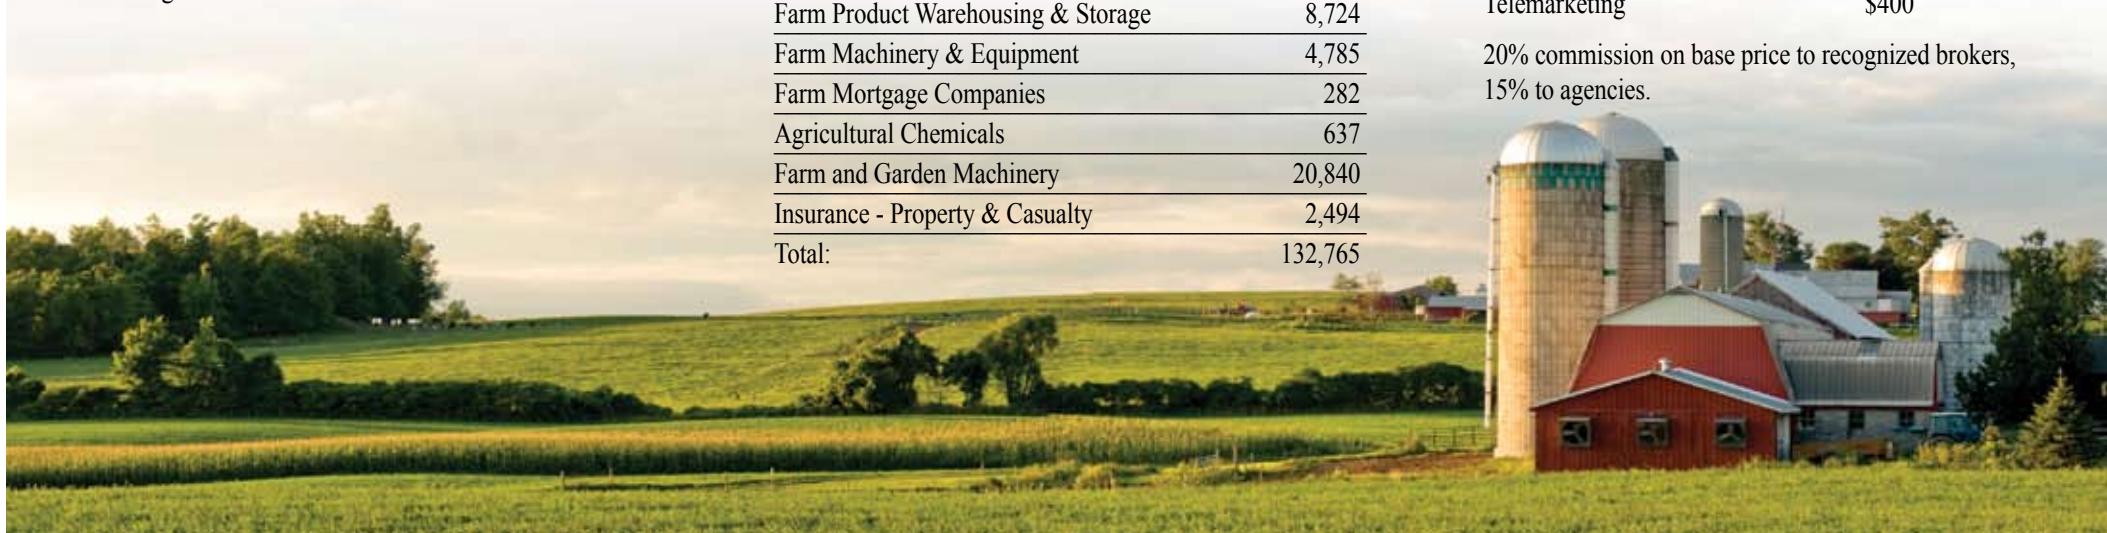 Farm Product Warehousing & Storage 8,724
Farm Machinery & Equipment 4,785
Farm Mortgage Companies 282
Agricultural Chemicals 637
Farm and Garden Machinery 20,840
Insurance - Property & Casualty 2,494
Total: 132,765
Telemarketing $400
20% commission on base price to recognized brokers,
15% to agencies.